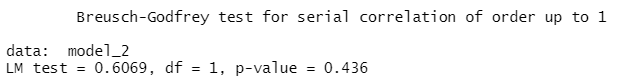 Breusch-Godfrey test for serial correlation of order up to 1
data: model_2
LM test = 0.6069, df = 1, p-value = 0.436